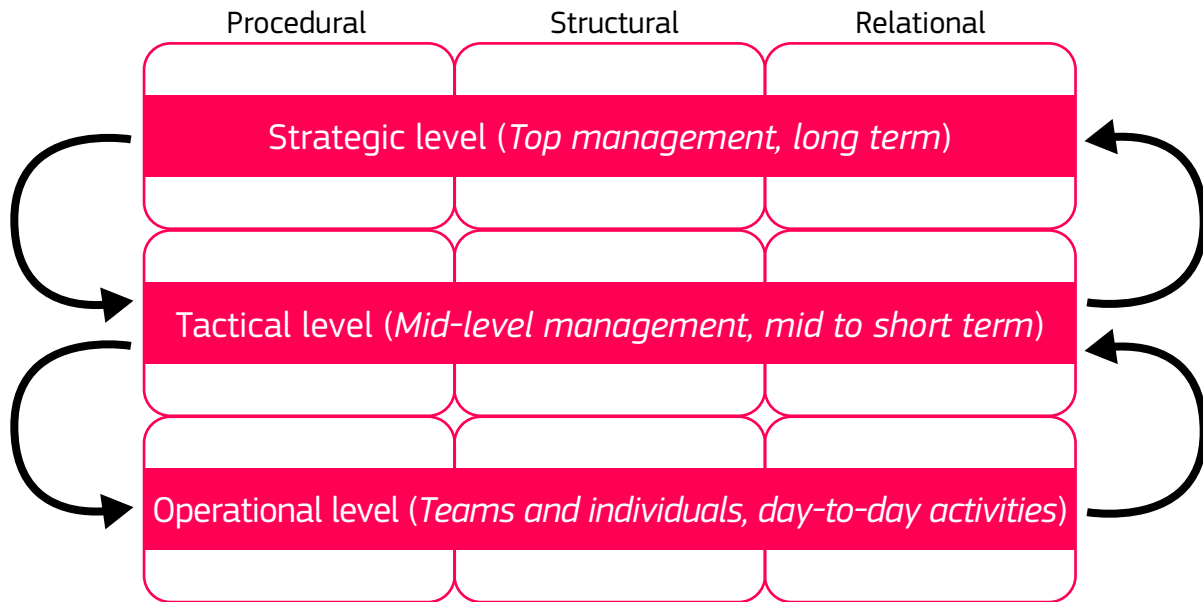 Procedural Structural Relational
Strategic level (Top management, long term)
Tactical level (Mid-level management, mid to short term)
Operational level (Teams and individuals, day-to-day activities)